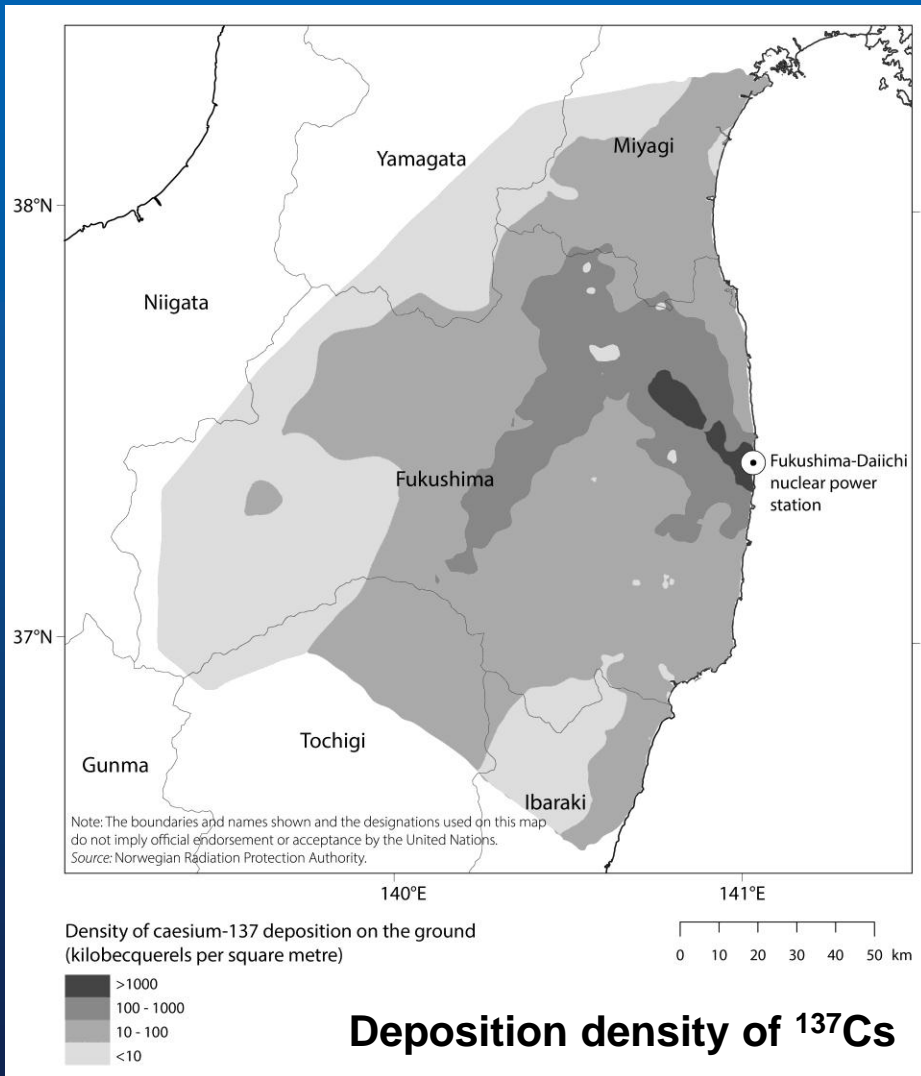 Yamagata
Miyagi
38°N
Niigata
Fukushima
Fukushima-Daiichi
nuclear power
station
37°N
Tochigi
Gunma
Ibaraki
Note: The boundaries and names shown and the designations used on this map
do not imply official endorsement or acceptance by the United Nations.
Source: Norwegian Radiation Protection Authority.
140°E
141°E
Density of caesium-137 deposition on the ground
(kilobecquerels per square metre)
>1000
100 - 1000
10 - 100
<10
0 10 20 30 40 50 km
Deposition density of ¹³⁷Cs